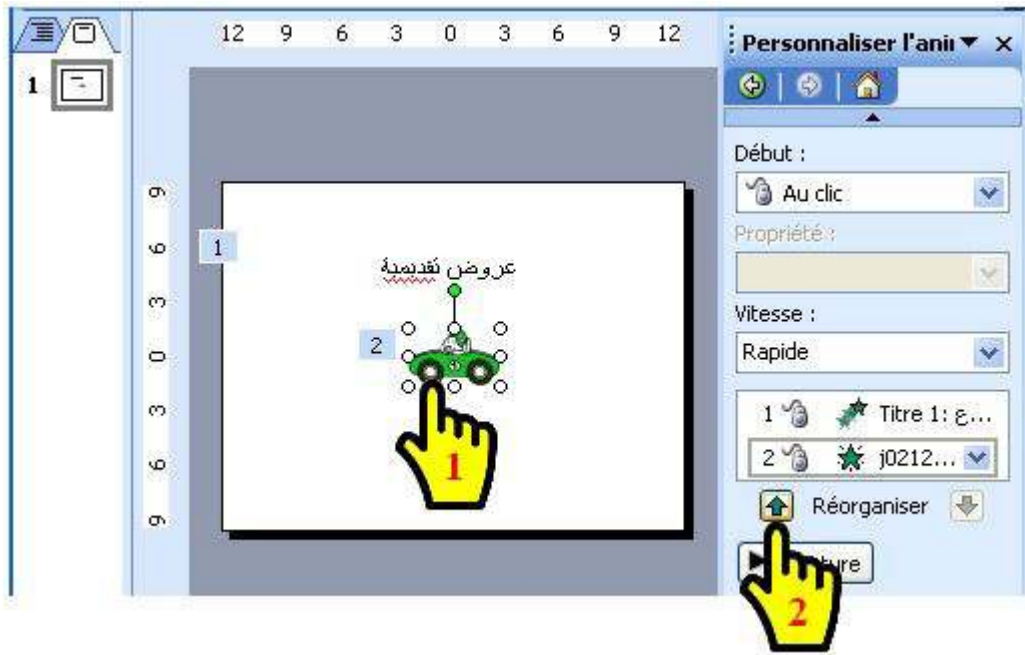 12 9 6 3 0 3 6 9 12
Personnaliser l'anii
1
Début :
Au clic
9
Propriété :
6
1
عروض تقديمية
3
Vitesse :
2
0
Rapide
3
1 Titre 1: ع...
6
1
2 j0212...
Réorganiser
9
ture
2